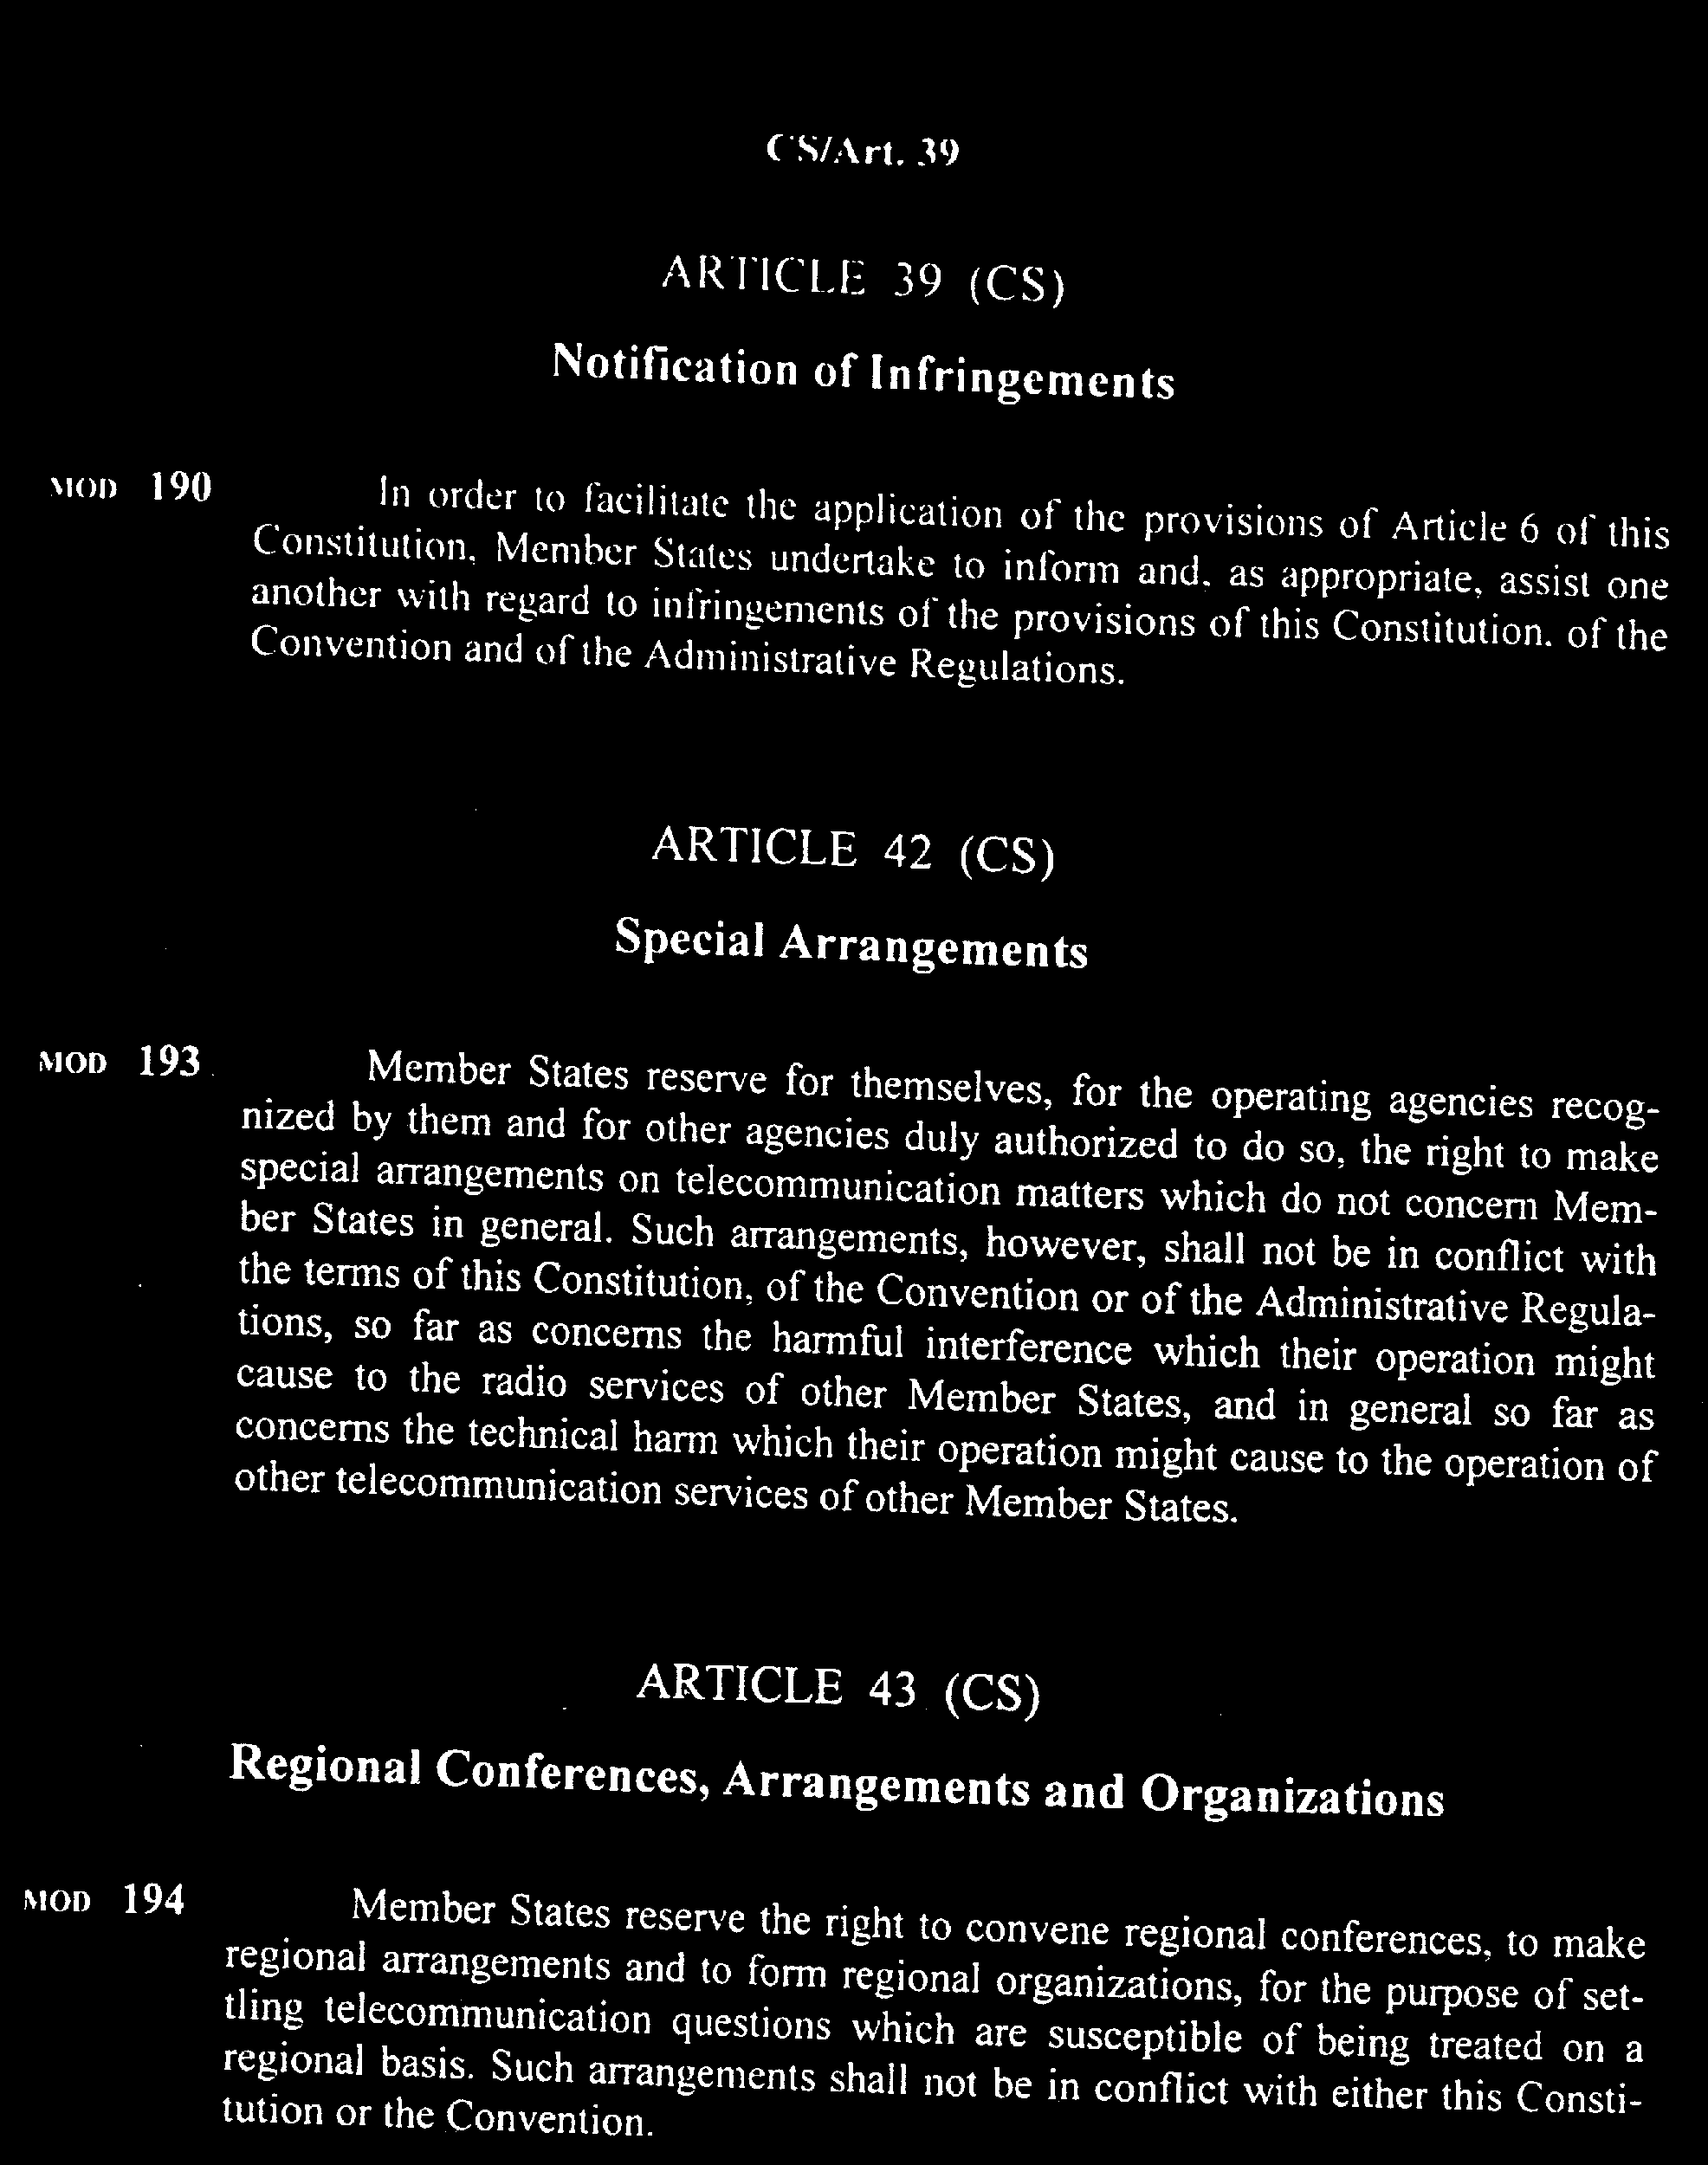 CS/Art. 39
ARTICLE 39 (CS)
Notification of Infringements
MOD 190 In order to facilitate the application of the provisions of Article 6 of this
Constitution, Member States undertake to inform and, as appropriate, assist one
another with regard to infringements of the provisions of this Constitution, of the
Convention and of the Administrative Regulations.
ARTICLE 42 (CS)
Special Arrangements
MOD 193 Member States reserve for themselves, for the operating agencies recog-
nized by them and for other agencies duly authorized to do so, the right to make
special arrangements on telecommunication matters which do not concern Mem-
ber States in general. Such arrangements, however, shall not be in conflict with
the terms of this Constitution, of the Convention or of the Administrative Regula-
tions, so far as concerns the harmful interference which their operation might
cause to the radio services of other Member States, and in general so far as
concerns the technical harm which their operation might cause to the operation of
other telecommunication services of other Member States.
ARTICLE 43 (CS)
Regional Conferences, Arrangements and Organizations
MOD 194 Member States reserve the right to convene regional conferences, to make
regional arrangements and to form regional organizations, for the purpose of set-
tling telecommunication questions which are susceptible of being treated on a
regional basis. Such arrangements shall not be in conflict with either this Consti-
tution or the Convention.